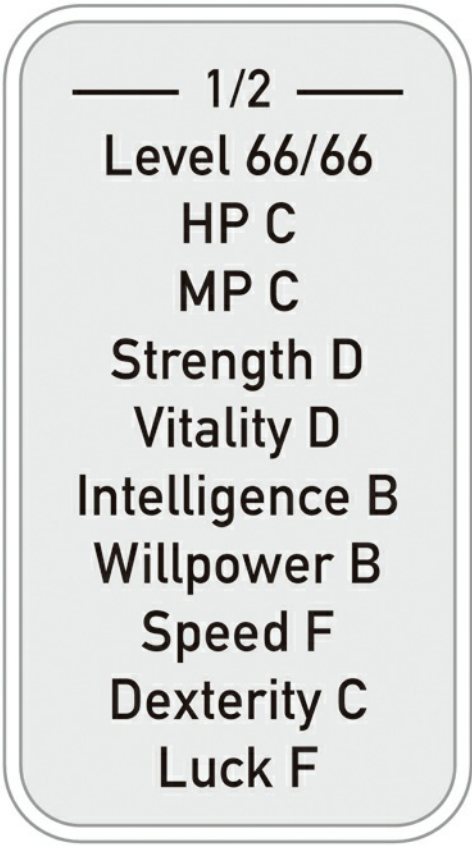 1/2
Level 66/66
HP C
MP C
Strength D
Vitality D
Intelligence B
Willpower B
Speed F
Dexterity C
Luck F